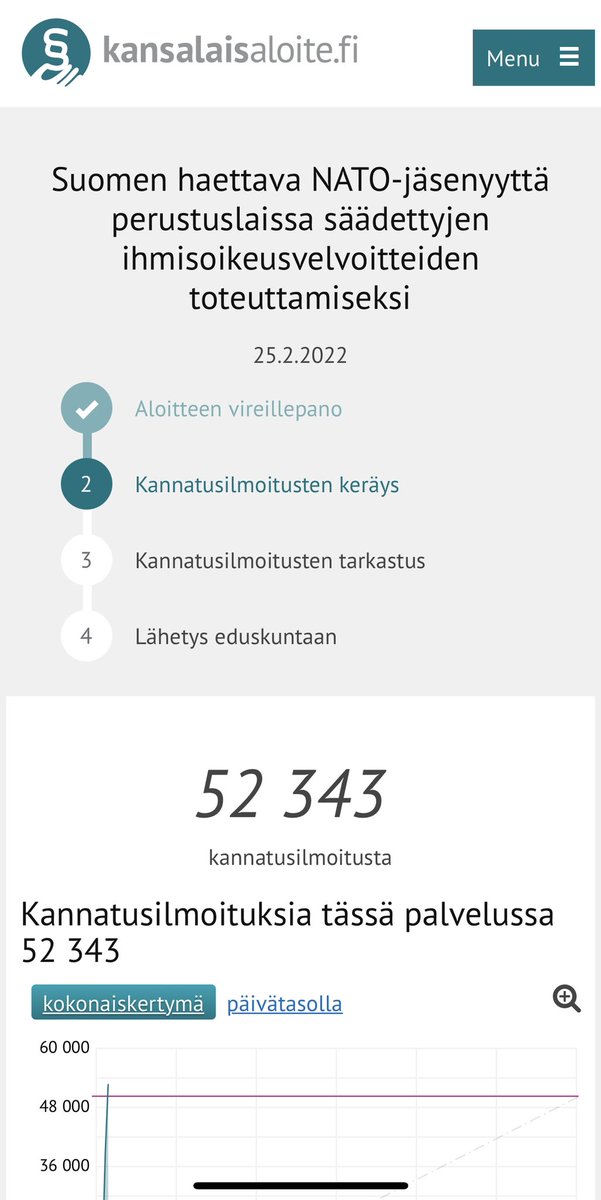 kansalaisaloite.fi
Menu
Suomen haettava NATO-jäsenyyttä
perustuslaissa säädettyjen
ihmisoikeusvelvoitteiden
toteuttamiseksi
25.2.2022
Aloitteen vireillepano
2 Kannatusilmoitusten keräys
3 Kannatusilmoitusten tarkastus
4 Lähetys eduskuntaan
52 343
kannatusilmoitusta
Kannatusilmoituksia tässä palvelussa
52 343
kokonaiskertymä päivätasolla
60 000
48 000
36 000